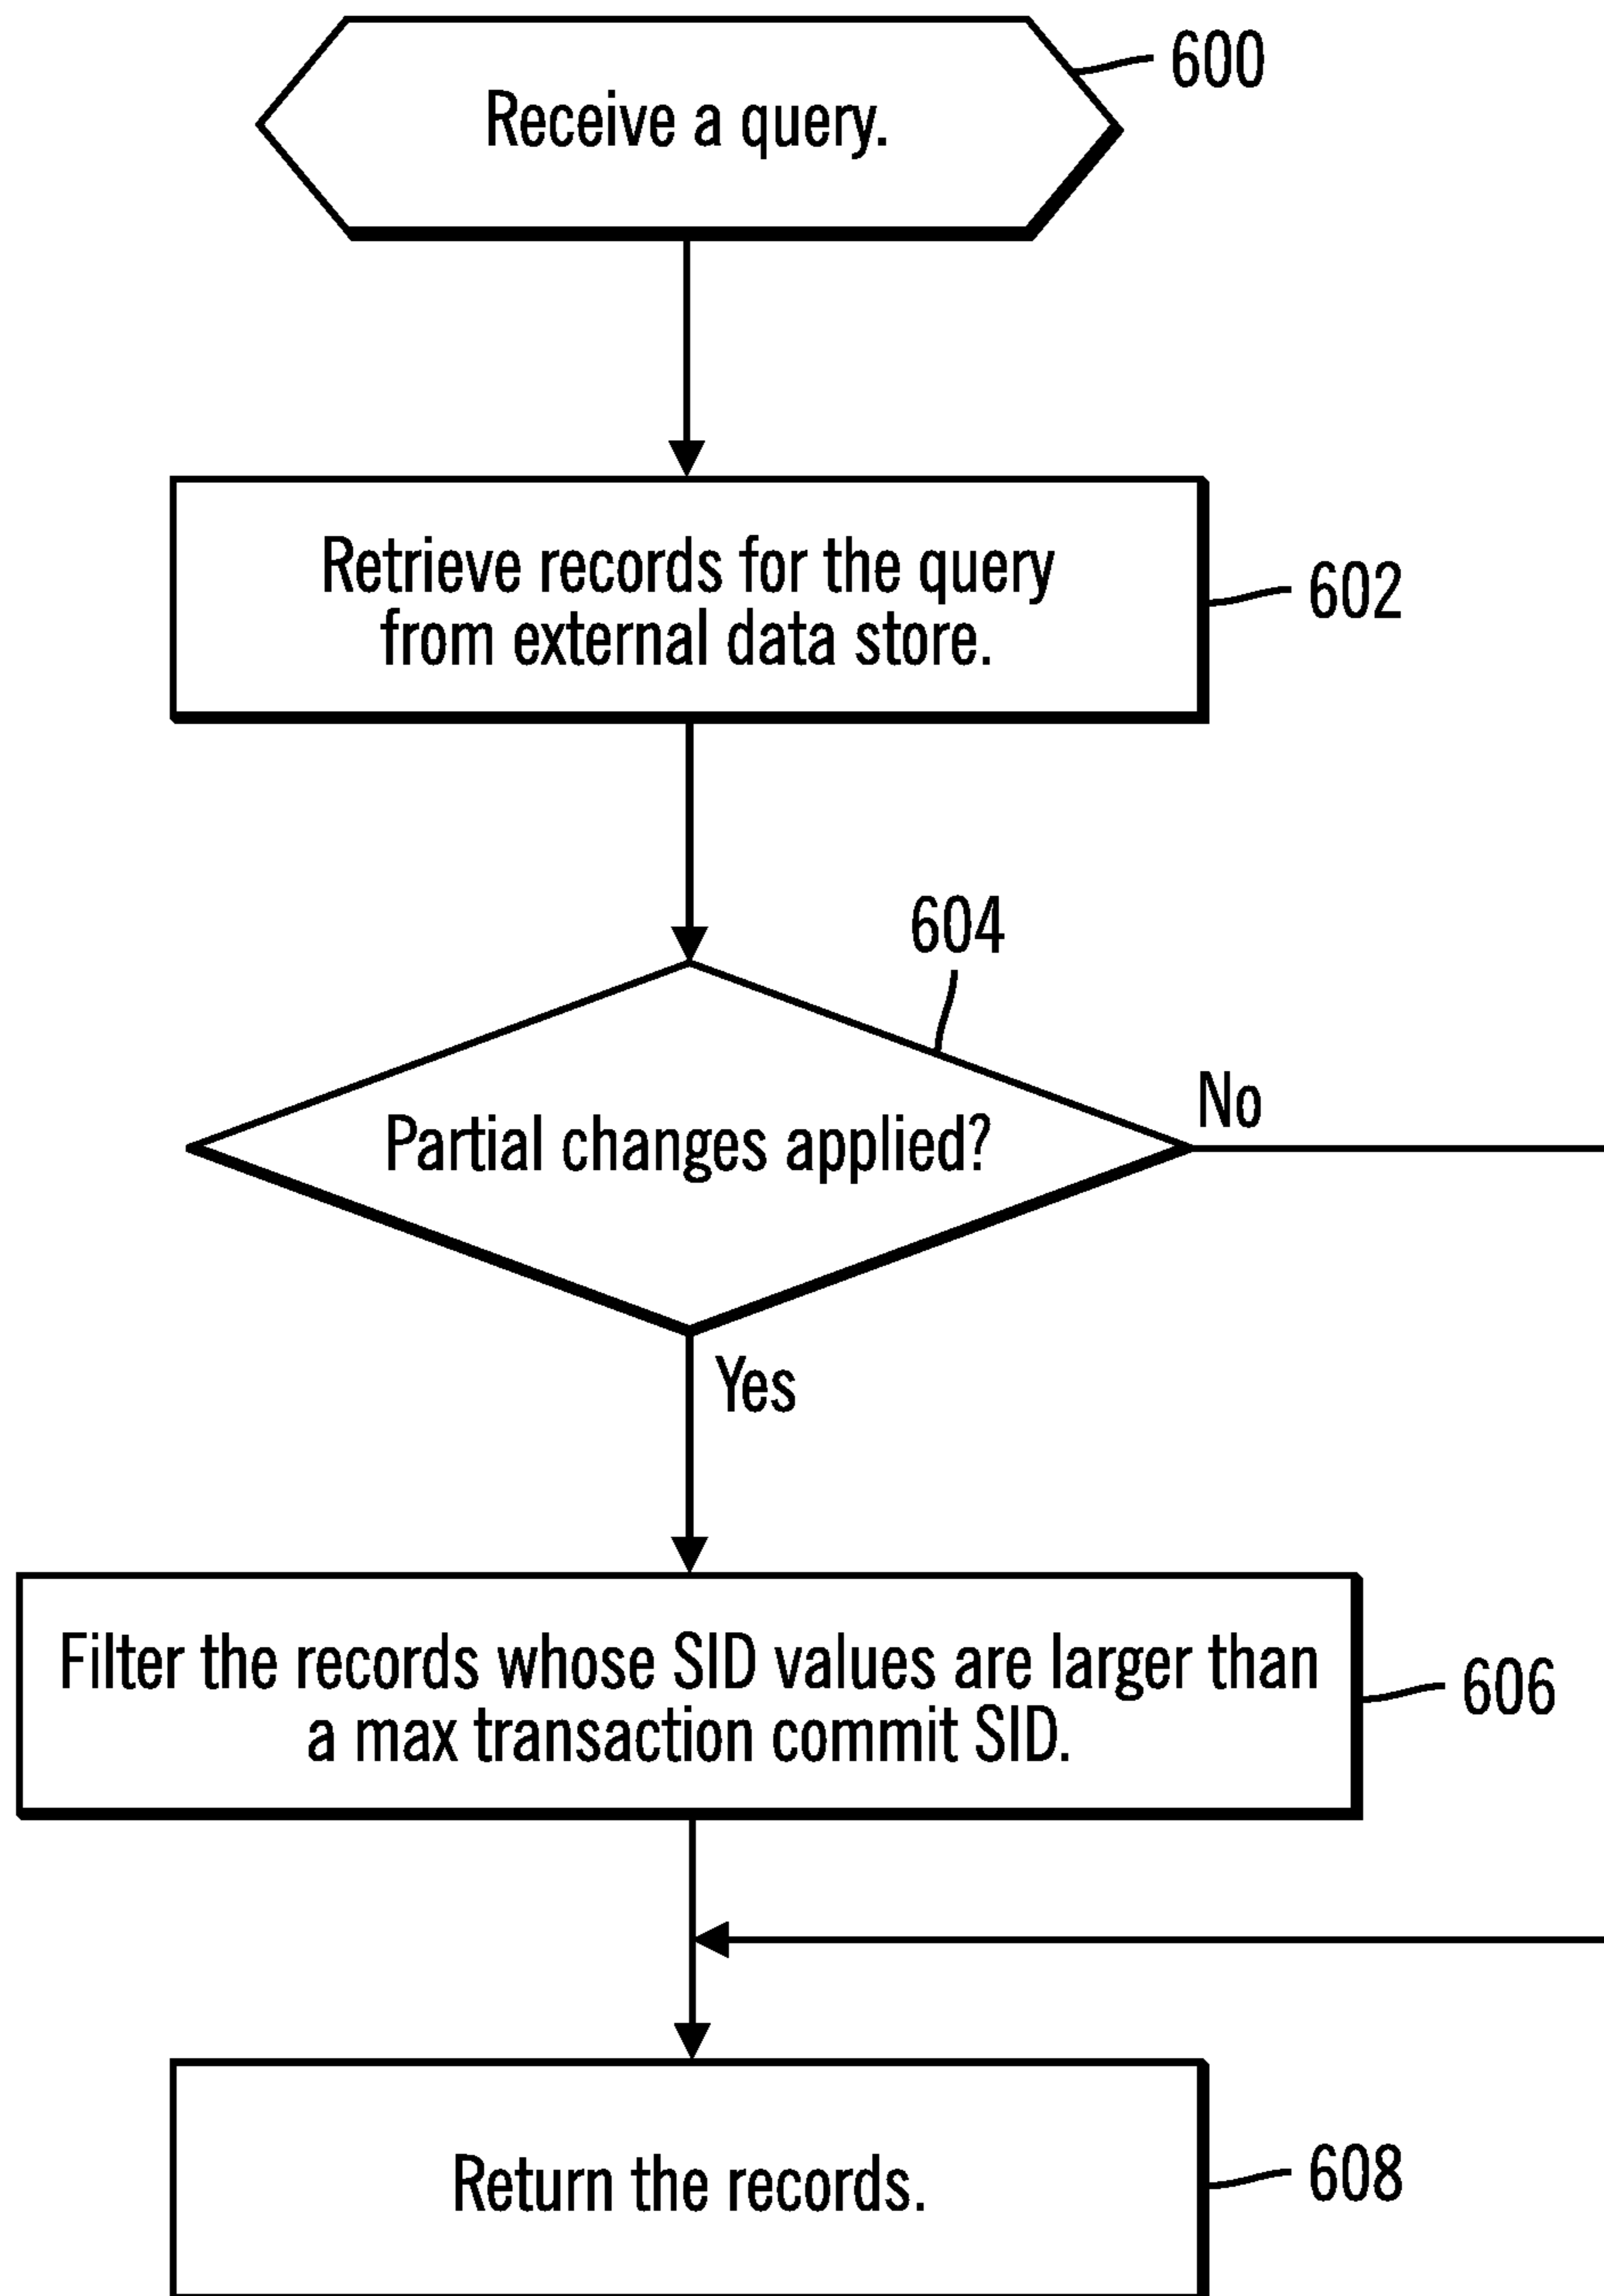 Receive a query.
600
Retrieve records for the query
from external data store.
602
604
Partial changes applied?
No
Yes
Filter the records whose SID values are larger than
a max transaction commit SID.
606
Return the records.
608